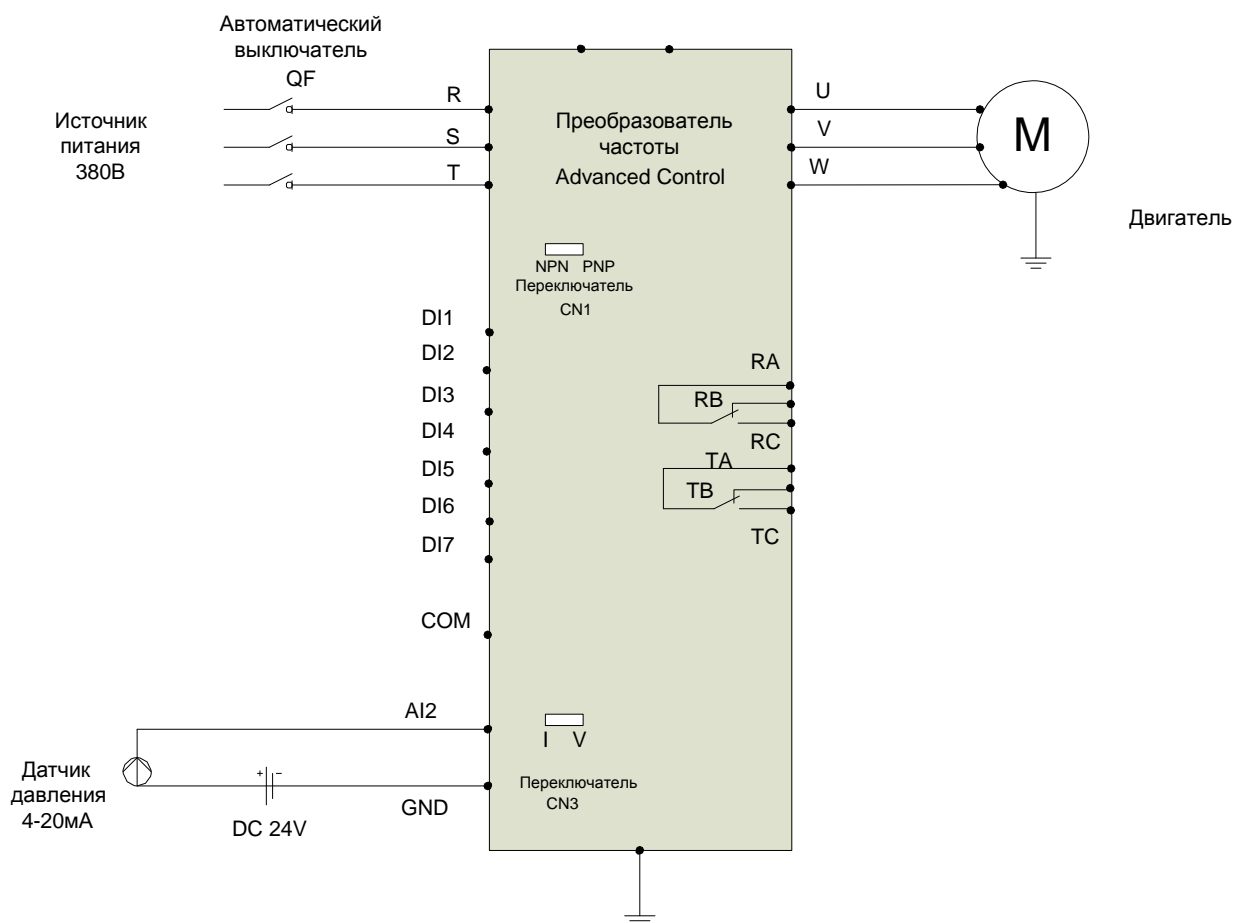 Автоматический
выключатель
QF
Источник
питания
380В
R
S
T
Преобразователь
частоты
Advanced Control
U
V
W
M
Двигатель
NPN PNP
Переключатель
CN1
DI1
DI2
DI3
DI4
DI5
DI6
DI7
COM
RA
RB
RC
TA
TB
TC
AI2
I V
Переключатель
CN3
Датчик
давления
4-20мА
+ -
DC 24V
GND